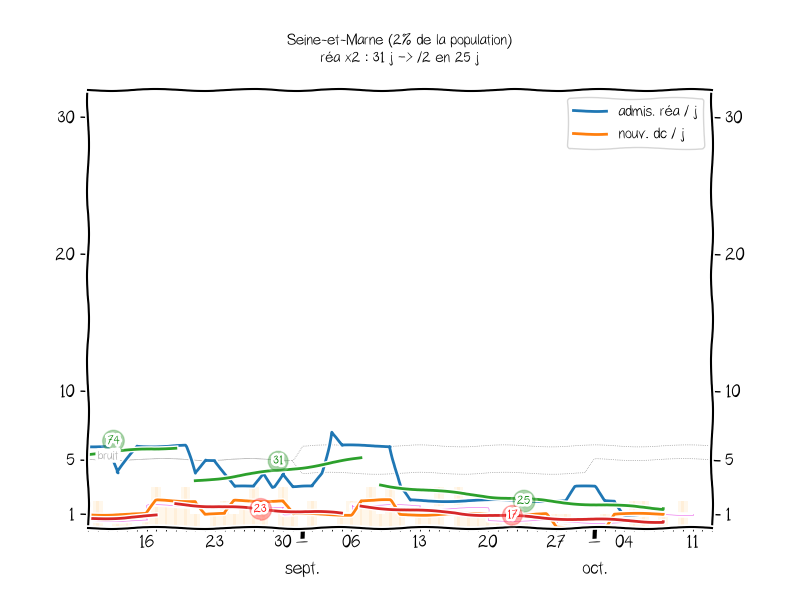 Seine-et-Marne (2% de la population)
réa x2 : 31 j -> /2 en 25 j
admis. réa / j
nouv. dc / j
30 30
20 20
10 10
5 5
1 1
74
bruit
31
23
25
17
16 23 30 06 13 20 27 04 11
sept. oct.